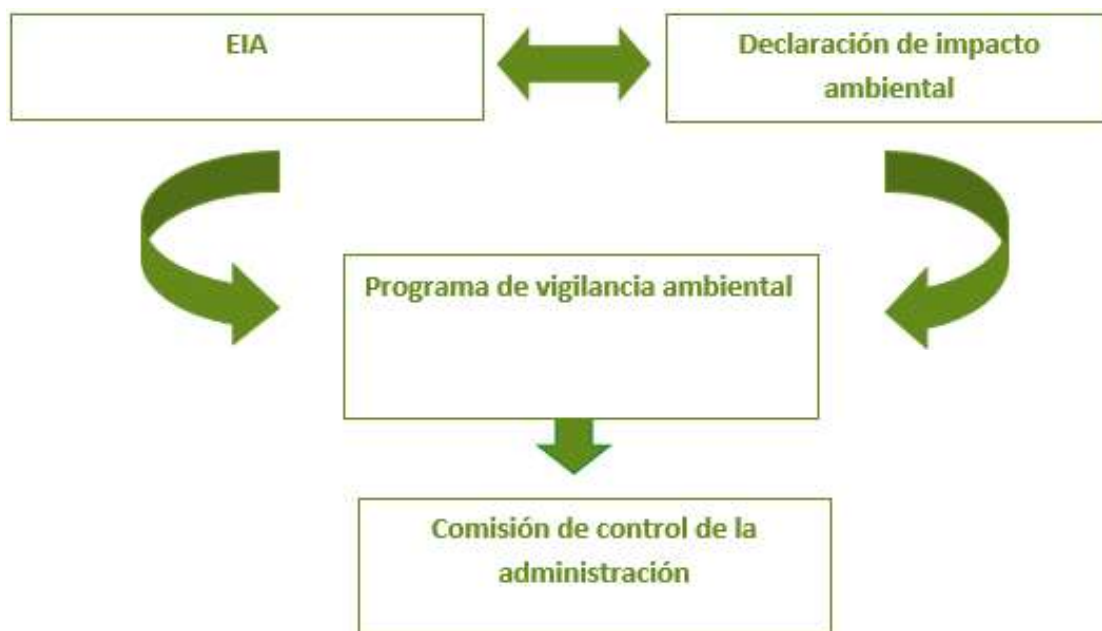 EIA
Declaración de impacto
ambiental
Programa de vigilancia ambiental
Comisión de control de la
administración